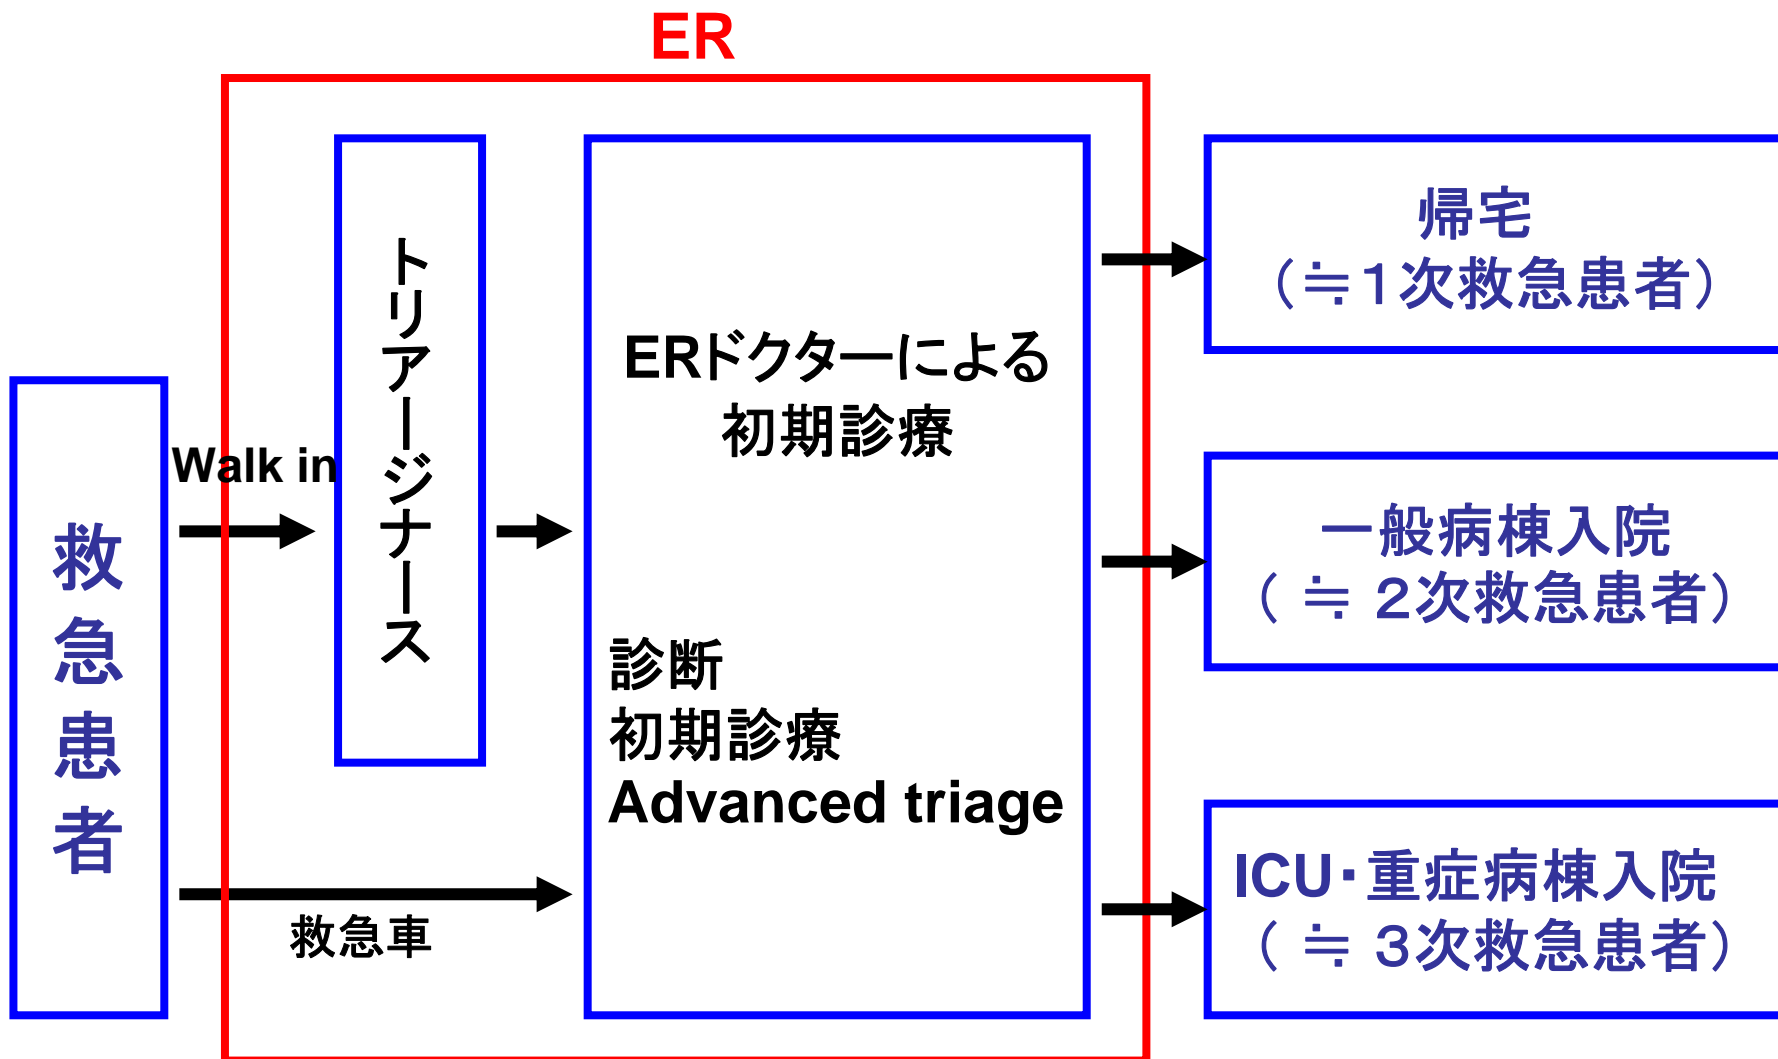 ER
救急患者
Walk in
救急車
トリアージナース
ERドクターによる
初期診療
診断
初期診療
Advanced triage
帰宅
（≒１次救急患者）
一般病棟入院
（ ≒ ２次救急患者）
ICU・重症病棟入院
（ ≒ ３次救急患者）